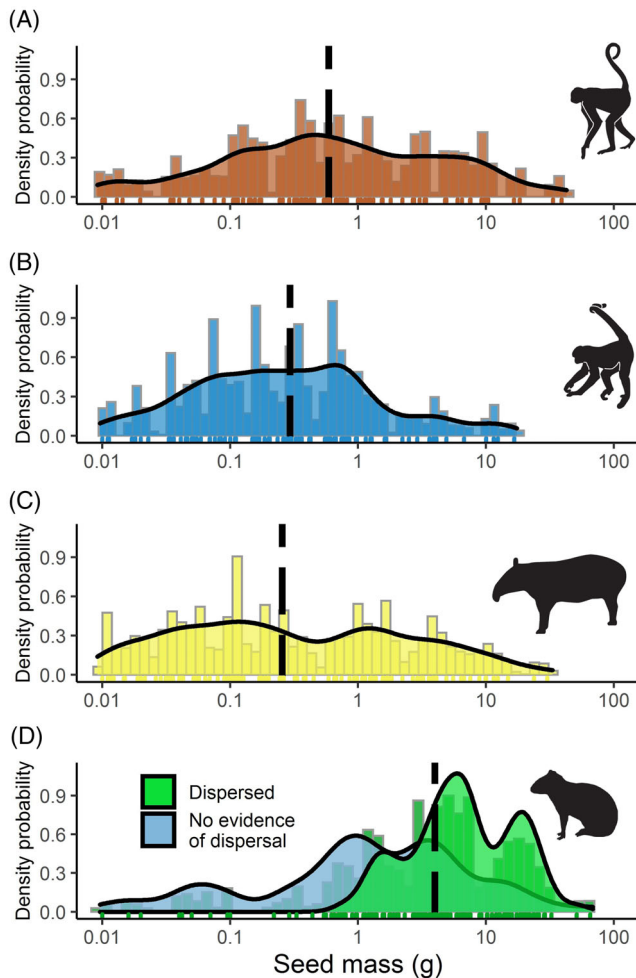 (A)
Density probability
0.9
0.6
0.3
0.0
0.01 0.1 1 10 100
(B)
Density probability
0.9
0.6
0.3
0.0
0.01 0.1 1 10 100
(C)
Density probability
0.9
0.6
0.3
0.0
0.01 0.1 1 10 100
(D)
Density probability
0.9
0.6
0.3
0.0
Dispersed
No evidence
of dispersal
0.01 0.1 1 10 100
Seed mass (g)